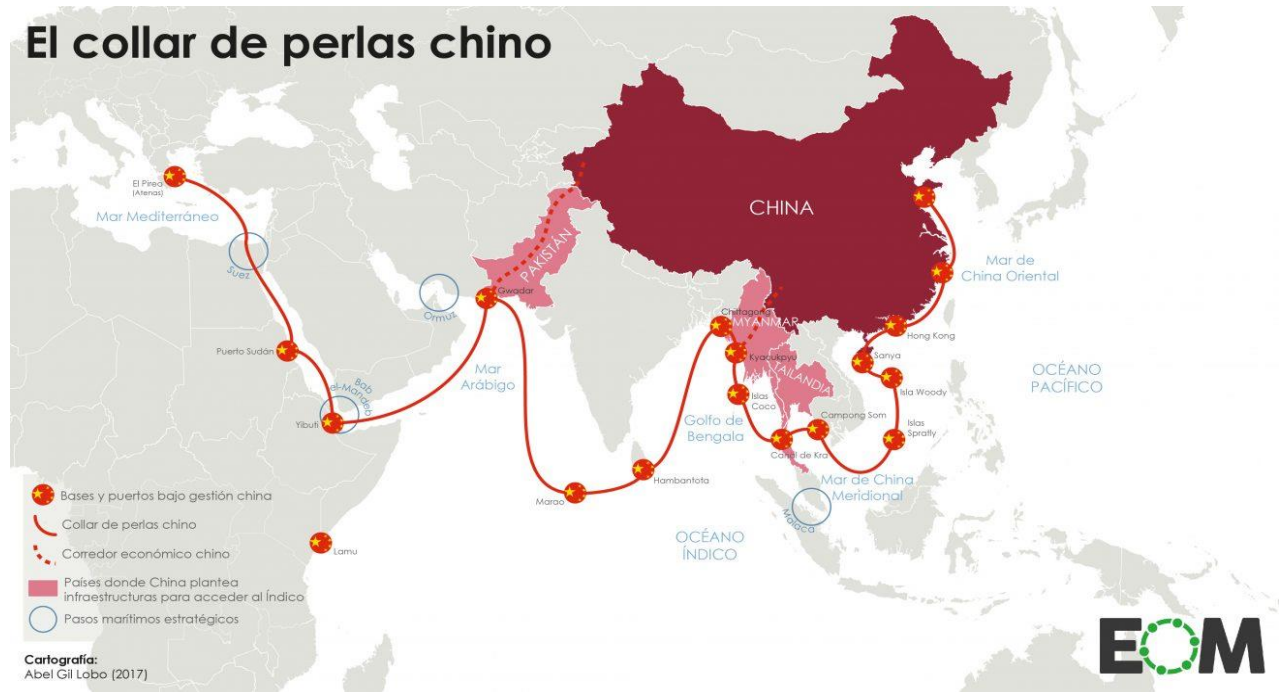 El collar de perlas chino
CHINA
El Pireo
(Atenas)
Mar Mediterráneo
Suez
PAKISTÁN
Gwadar
Ormuz
Puerto Sudán
Bab
el-Mandeb
Yibuti
Mar
Arábigo
Chittagong
MYANMAR
Kyaoukpyu
TAILANDIA
Islas
Coco
Golfo de
Bengala
Campong Som
Canal de Kra
Mar de
China Oriental
Hong Kong
Sanya
Isla Woody
Islas
Spratly
OCÉANO
PACÍFICO
Mar de China
Meridional
Malaca
Hambantota
Marao
OCÉANO
ÍNDICO
Lamu
Bases y puertos bajo gestión china
Collar de perlas chino
Corredor económico chino
Países donde China plantea
infraestructuras para acceder al Índico
Pasos marítimos estratégicos
Cartografía:
Abel Gil Lobo (2017)
EOM